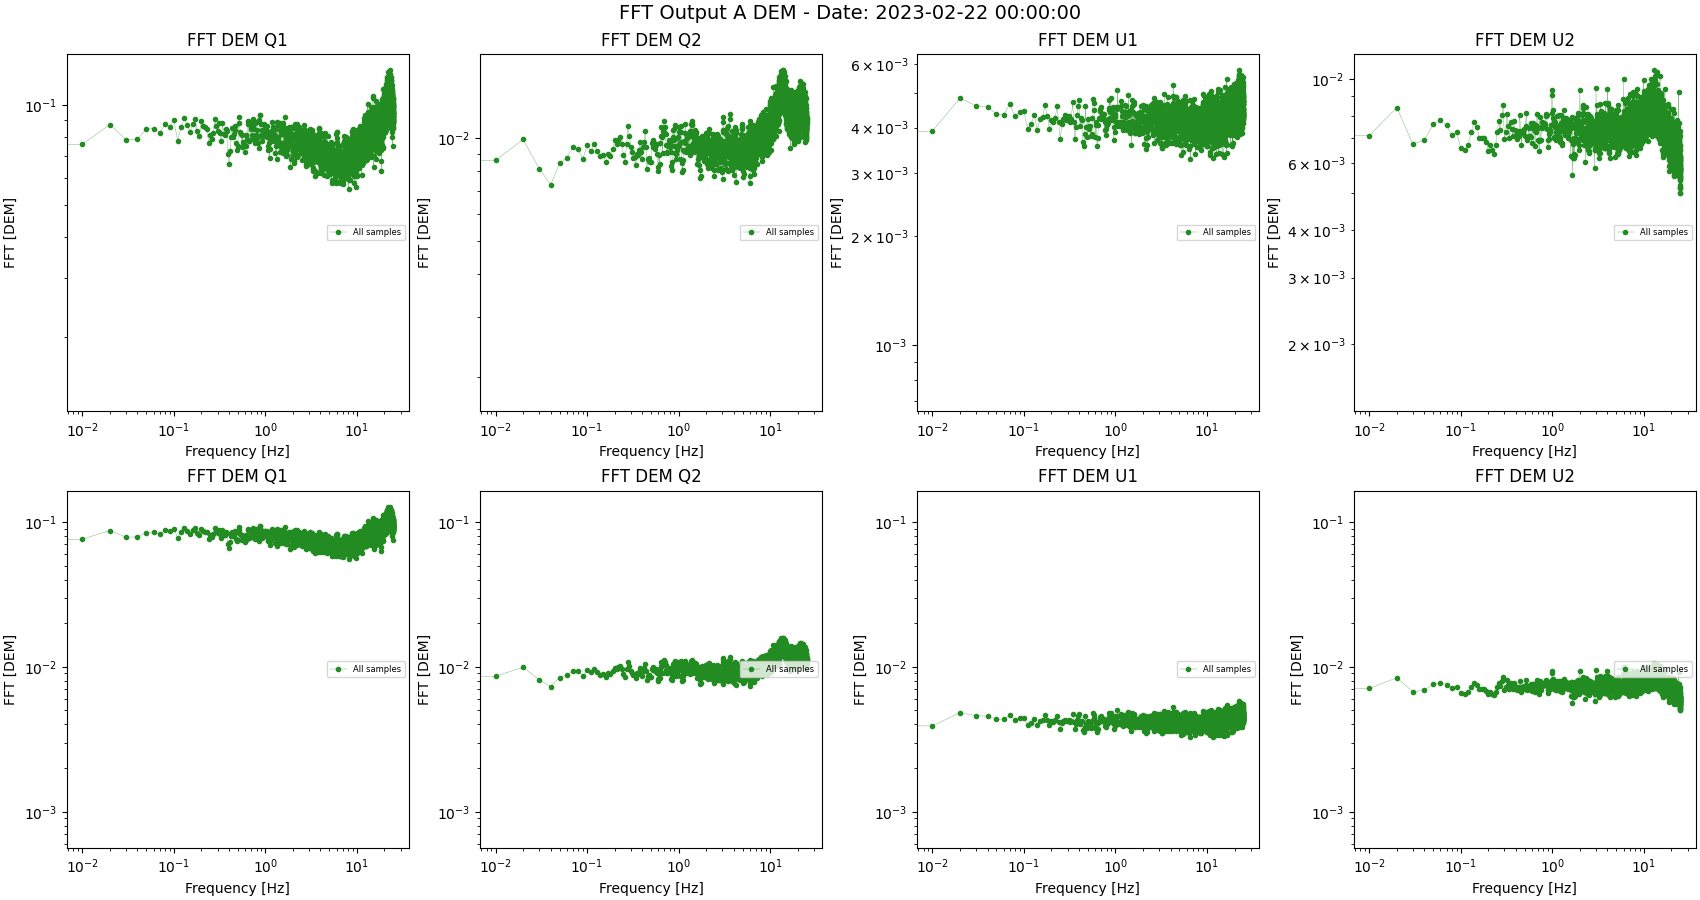 FFT Output A DEM - Date: 2023-02-22 00:00:00
FFT DEM Q1
FFT [DEM]
10⁻¹
All samples
10⁻² 10⁻¹ 10⁰ 10¹
Frequency [Hz]
FFT DEM Q2
FFT [DEM]
10⁻²
All samples
10⁻² 10⁻¹ 10⁰ 10¹
Frequency [Hz]
FFT DEM U1
FFT [DEM]
6 × 10⁻³
4 × 10⁻³
3 × 10⁻³
2 × 10⁻³
10⁻³
All samples
10⁻² 10⁻¹ 10⁰ 10¹
Frequency [Hz]
FFT DEM U2
FFT [DEM]
10⁻²
6 × 10⁻³
4 × 10⁻³
3 × 10⁻³
2 × 10⁻³
All samples
10⁻² 10⁻¹ 10⁰ 10¹
Frequency [Hz]
FFT DEM Q1
FFT [DEM]
10⁻¹
10⁻²
10⁻³
All samples
10⁻² 10⁻¹ 10⁰ 10¹
Frequency [Hz]
FFT DEM Q2
FFT [DEM]
10⁻¹
10⁻²
10⁻³
All samples
10⁻² 10⁻¹ 10⁰ 10¹
Frequency [Hz]
FFT DEM U1
FFT [DEM]
10⁻¹
10⁻²
10⁻³
All samples
10⁻² 10⁻¹ 10⁰ 10¹
Frequency [Hz]
FFT DEM U2
FFT [DEM]
10⁻¹
10⁻²
10⁻³
All samples
10⁻² 10⁻¹ 10⁰ 10¹
Frequency [Hz]